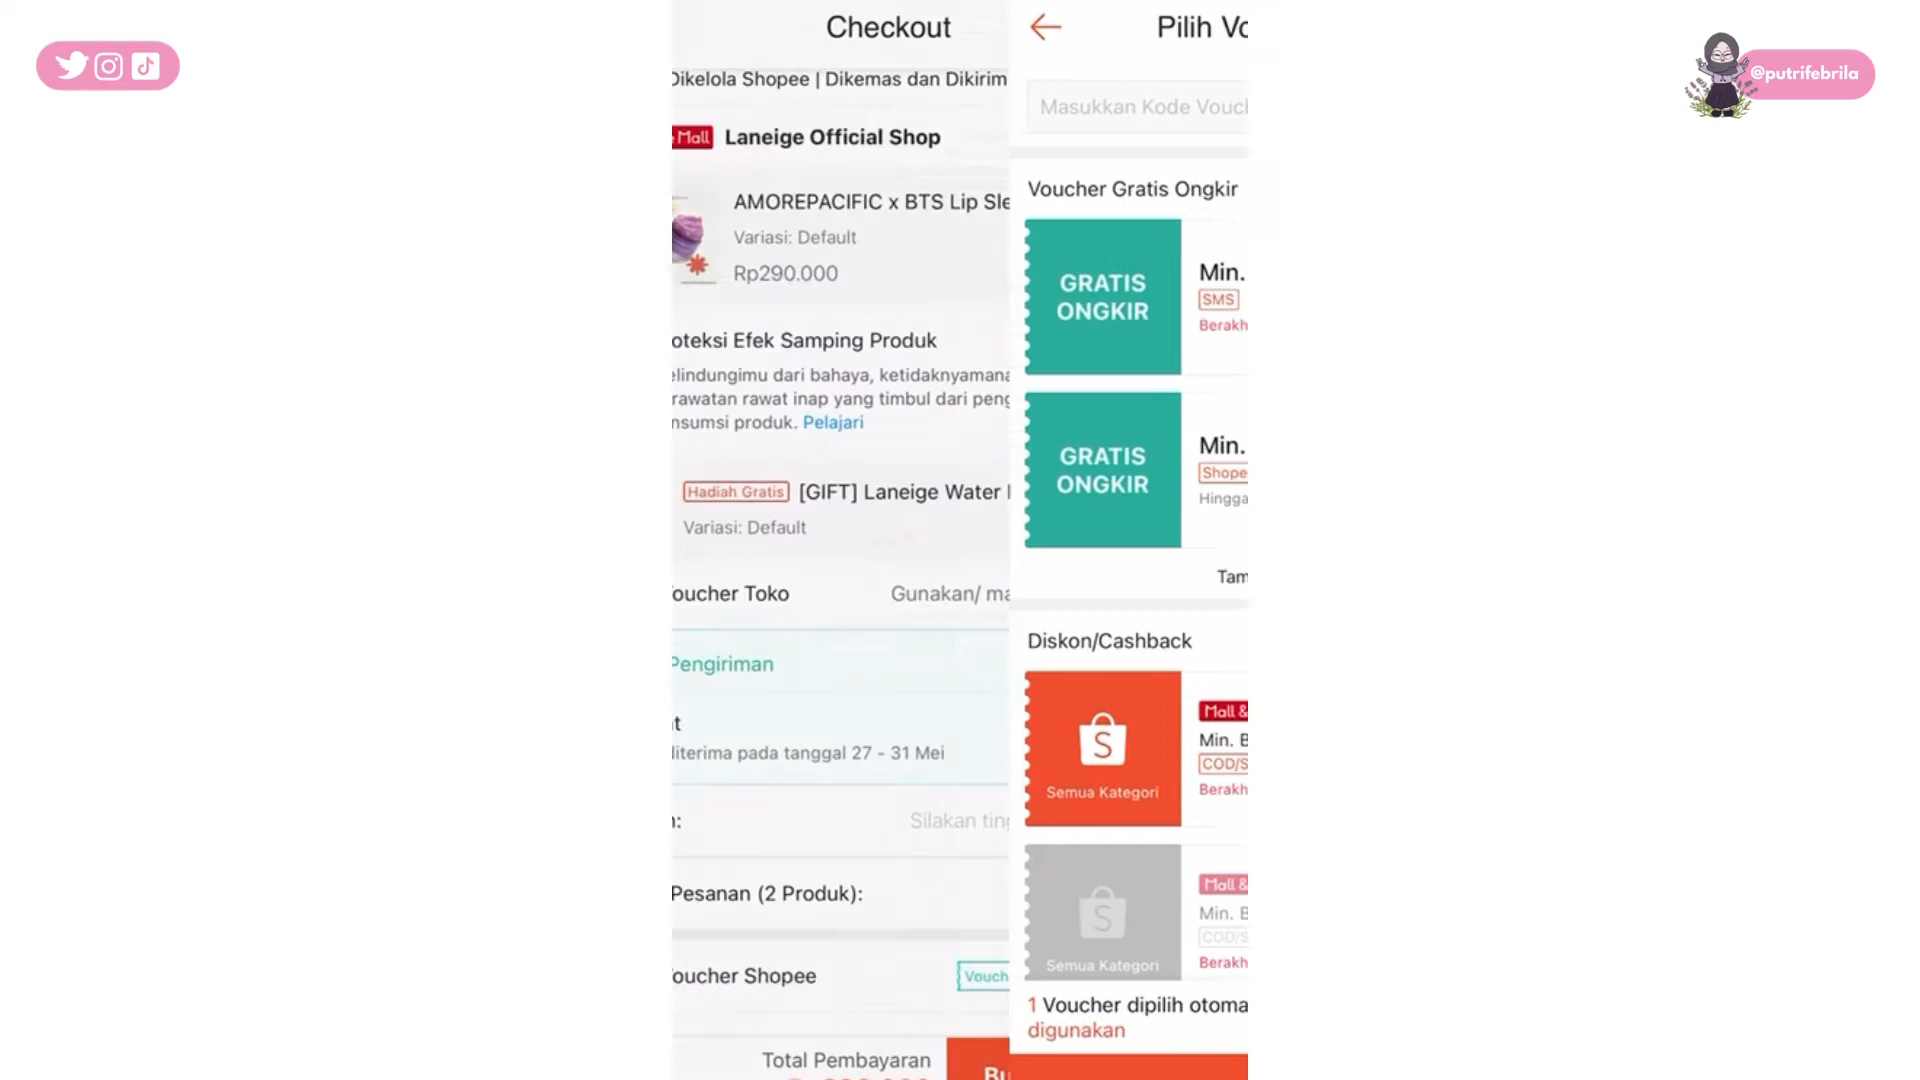 @putrifebrila
Checkout
Dikelola Shopee | Dikemas dan Dikirim
Mall Laneige Official Shop
AMOREPACIFIC x BTS Lip Sle
Variasi: Default
Rp290.000
oteksi Efek Samping Produk
elindungimu dari bahaya, ketidaknyamana
rawatan rawat inap yang timbul dari peng
nsumsi produk. Pelajari
Hadiah Gratis [GIFT] Laneige Water
Variasi: Default
oucher Toko Gunakan/ ma
Pengiriman
at
literima pada tanggal 27 - 31 Mei
n: Silakan ting
Pesanan (2 Produk):
oucher Shopee Vouch
Total Pembayaran Bu
Pilih Vo
Masukkan Kode Vouch
Voucher Gratis Ongkir
GRATIS
ONGKIR
Min.
SMS
Berakh
GRATIS
ONGKIR
Min.
Shope
Hingga
Tam
Diskon/Cashback
Semua Kategori
Mall &
Min. B
COD/S
Berakh
Semua Kategori
Mall &
Min. B
COD/S
Berakh
1 Voucher dipilih otoma
digunakan